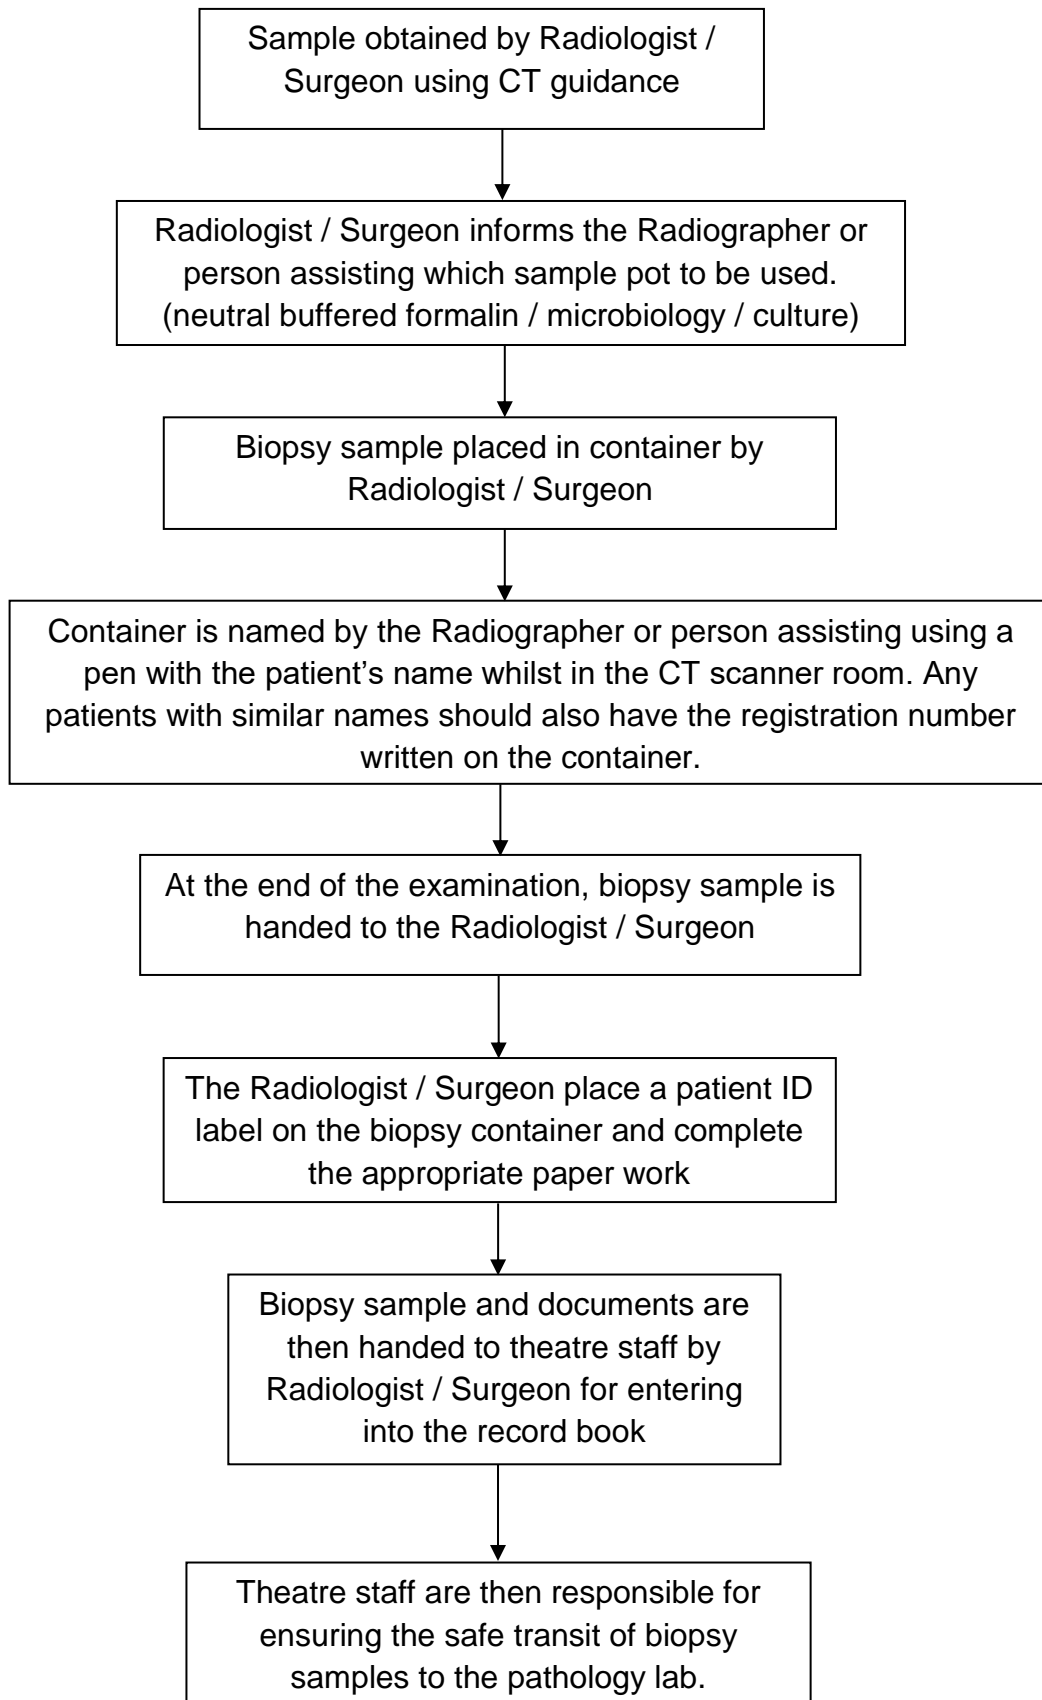 Sample obtained by Radiologist /
Surgeon using CT guidance
Radiologist / Surgeon informs the Radiographer or
person assisting which sample pot to be used.
(neutral buffered formalin / microbiology / culture)
Biopsy sample placed in container by
Radiologist / Surgeon
Container is named by the Radiographer or person assisting using a
pen with the patient’s name whilst in the CT scanner room. Any
patients with similar names should also have the registration number
written on the container.
At the end of the examination, biopsy sample is
handed to the Radiologist / Surgeon
The Radiologist / Surgeon place a patient ID
label on the biopsy container and complete
the appropriate paper work
Biopsy sample and documents are
then handed to theatre staff by
Radiologist / Surgeon for entering
into the record book
Theatre staff are then responsible for
ensuring the safe transit of biopsy
samples to the pathology lab.